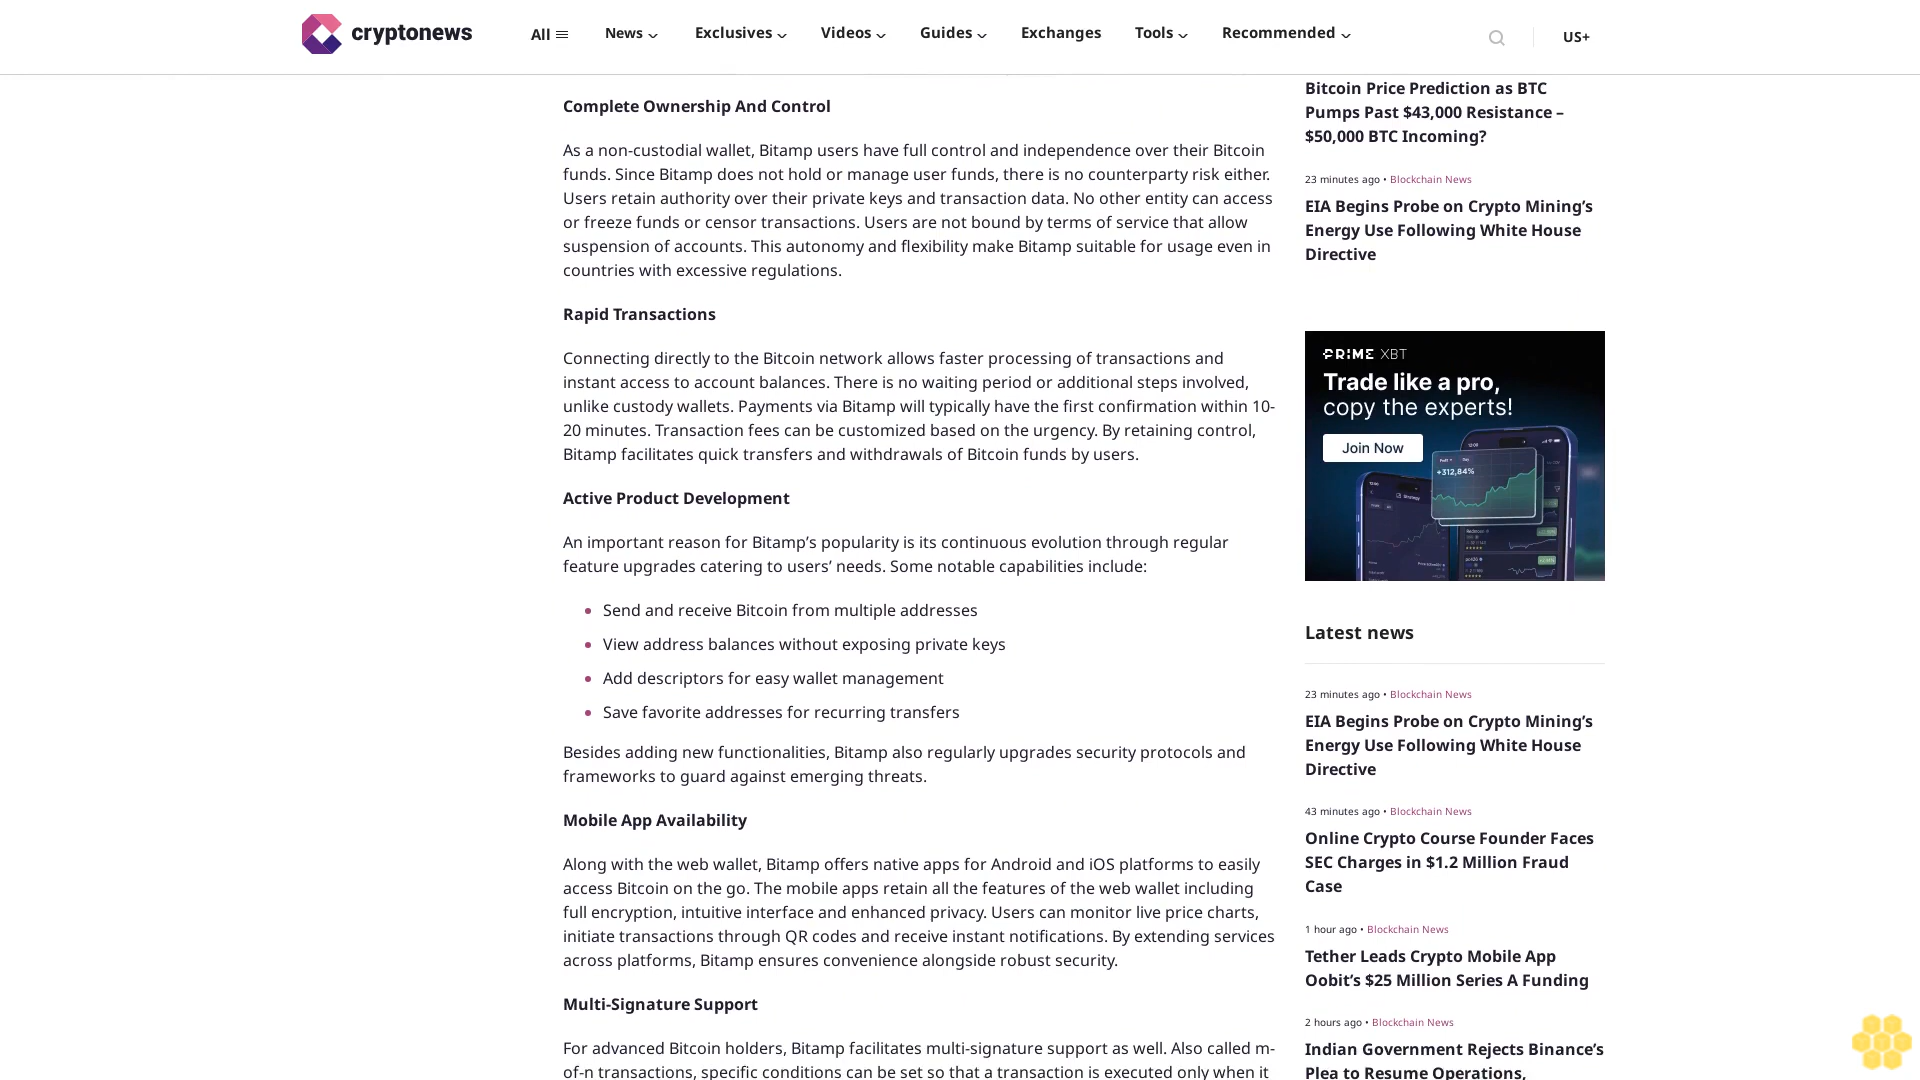 cryptonews
All
News
Exclusives
Videos
Guides
Exchanges
Tools
Recommended
US+
Complete Ownership And Control
As a non-custodial wallet, Bitamp users have full control and independence over their Bitcoin
funds. Since Bitamp does not hold or manage user funds, there is no counterparty risk either.
Users retain authority over their private keys and transaction data. No other entity can access
or freeze funds or censor transactions. Users are not bound by terms of service that allow
suspension of accounts. This autonomy and flexibility make Bitamp suitable for usage even in
countries with excessive regulations.
Rapid Transactions
Connecting directly to the Bitcoin network allows faster processing of transactions and
instant access to account balances. There is no waiting period or additional steps involved,
unlike custody wallets. Payments via Bitamp will typically have the first confirmation within 10-
20 minutes. Transaction fees can be customized based on the urgency. By retaining control,
Bitamp facilitates quick transfers and withdrawals of Bitcoin funds by users.
Active Product Development
An important reason for Bitamp’s popularity is its continuous evolution through regular
feature upgrades catering to users’ needs. Some notable capabilities include:
• Send and receive Bitcoin from multiple addresses
• View address balances without exposing private keys
• Add descriptors for easy wallet management
• Save favorite addresses for recurring transfers
Besides adding new functionalities, Bitamp also regularly upgrades security protocols and
frameworks to guard against emerging threats.
Mobile App Availability
Along with the web wallet, Bitamp offers native apps for Android and iOS platforms to easily
access Bitcoin on the go. The mobile apps retain all the features of the web wallet including
full encryption, intuitive interface and enhanced privacy. Users can monitor live price charts,
initiate transactions through QR codes and receive instant notifications. By extending services
across platforms, Bitamp ensures convenience alongside robust security.
Multi-Signature Support
For advanced Bitcoin holders, Bitamp facilitates multi-signature support as well. Also called m-
of-n transactions, specific conditions can be set so that a transaction is executed only when it
Bitcoin Price Prediction as BTC
Pumps Past $43,000 Resistance –
$50,000 BTC Incoming?
23 minutes ago • Blockchain News
EIA Begins Probe on Crypto Mining’s
Energy Use Following White House
Directive
PRIME XBT
Trade like a pro,
copy the experts!
Join Now
+312,84%
Strategy
Latest news
23 minutes ago • Blockchain News
EIA Begins Probe on Crypto Mining’s
Energy Use Following White House
Directive
43 minutes ago • Blockchain News
Online Crypto Course Founder Faces
SEC Charges in $1.2 Million Fraud
Case
1 hour ago • Blockchain News
Tether Leads Crypto Mobile App
Oobit’s $25 Million Series A Funding
2 hours ago • Blockchain News
Indian Government Rejects Binance’s
Plea to Resume Operations,